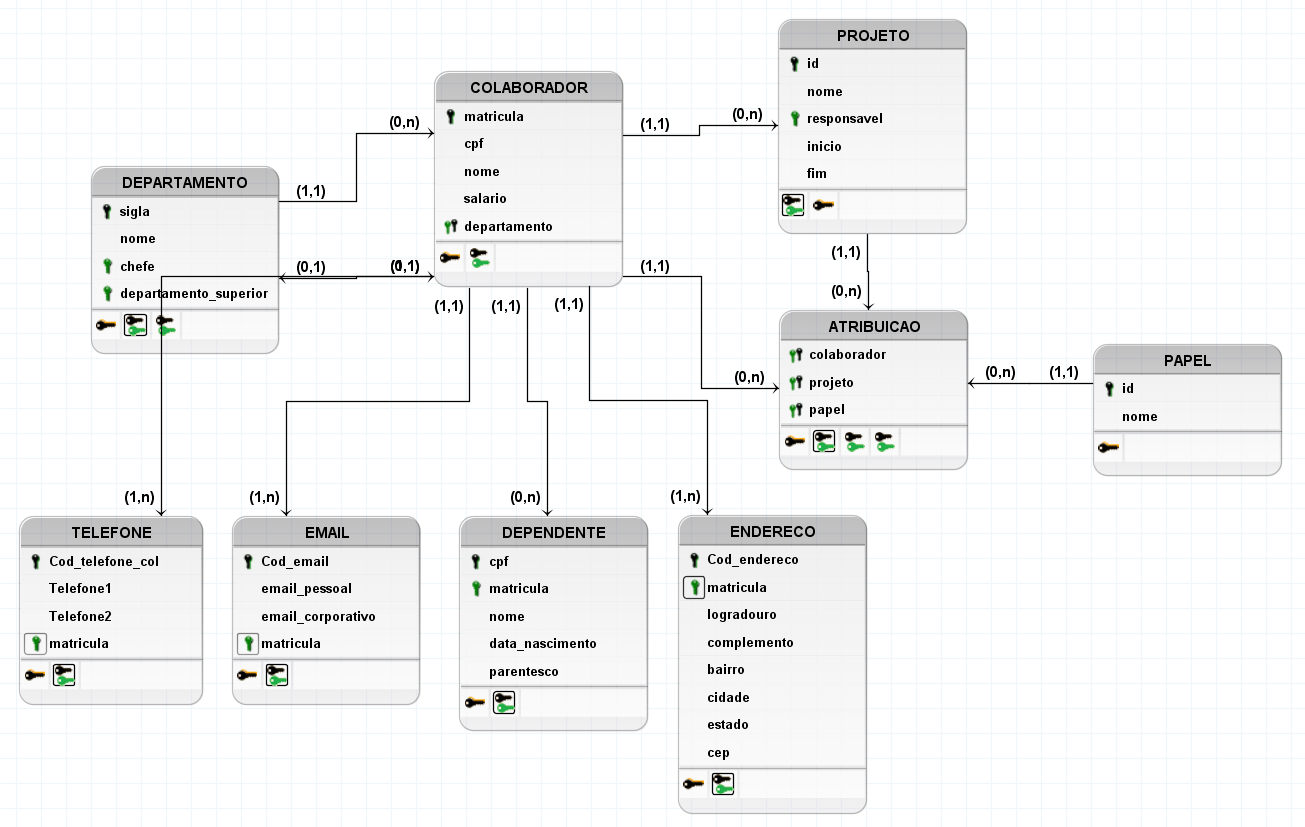 PROJETO
id
nome
responsavel
inicio
fim
COLABORADOR
matricula
cpf
nome
salario
departamento
(0,n)
(1,1)
(0,n)
DEPARTAMENTO
sigla
nome
chefe
departamento_superior
(1,1)
(0,1)
(0,1)
(1,1)
(1,1)
(0,n)
(1,1)
(1,1)
(1,1)
(0,n)
ATRIBUICAO
colaborador
projeto
papel
(0,n)
(1,1)
PAPEL
id
nome
(1,n)
(1,n)
(0,n)
(1,n)
TELEFONE
Cod_telefone_col
Telefone1
Telefone2
matricula
EMAIL
Cod_email
email_pessoal
email_corporativo
matricula
DEPENDENTE
cpf
matricula
nome
data_nascimento
parentesco
ENDERECO
Cod_endereco
matricula
logradouro
complemento
bairro
cidade
estado
cep